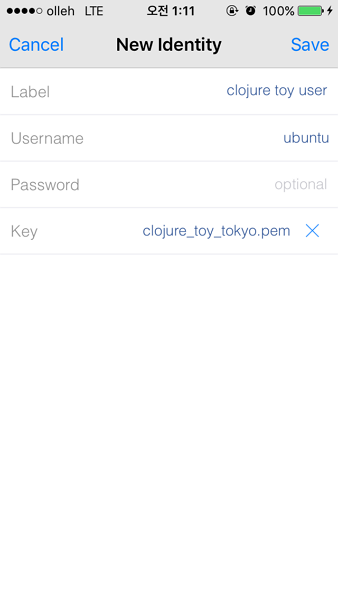 olleh LTE 오전 1:11 100%
Cancel New Identity Save
Label clojure toy user
Username ubuntu
Password optional
Key clojure_toy_tokyo.pem